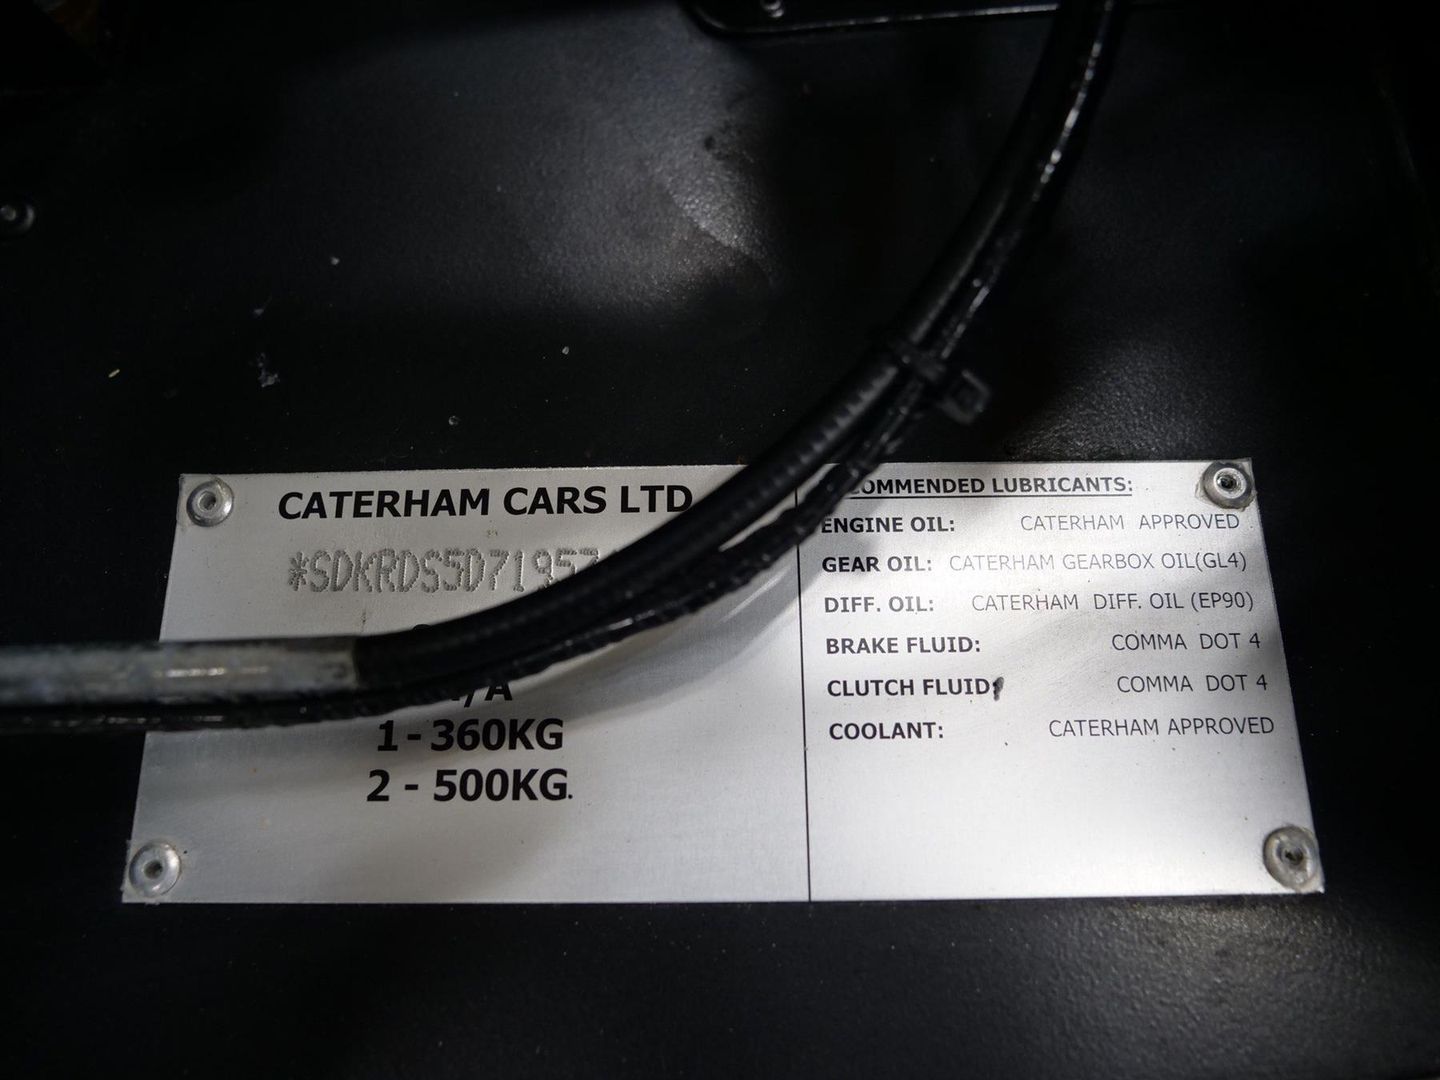 CATERHAM CARS LTD
*SDKRDS5D71957
1-360KG
2 - 500KG.
LUBRICANTS:
ENGINE OIL: CATERHAM APPROVED
GEAR OIL: CATERHAM GEARBOX OIL(GL4)
DIFF. OIL: CATERHAM DIFF. OIL (EP90)
BRAKE FLUID: COMMA DOT 4
CLUTCH FLUID: COMMA DOT 4
COOLANT: CATERHAM APPROVED